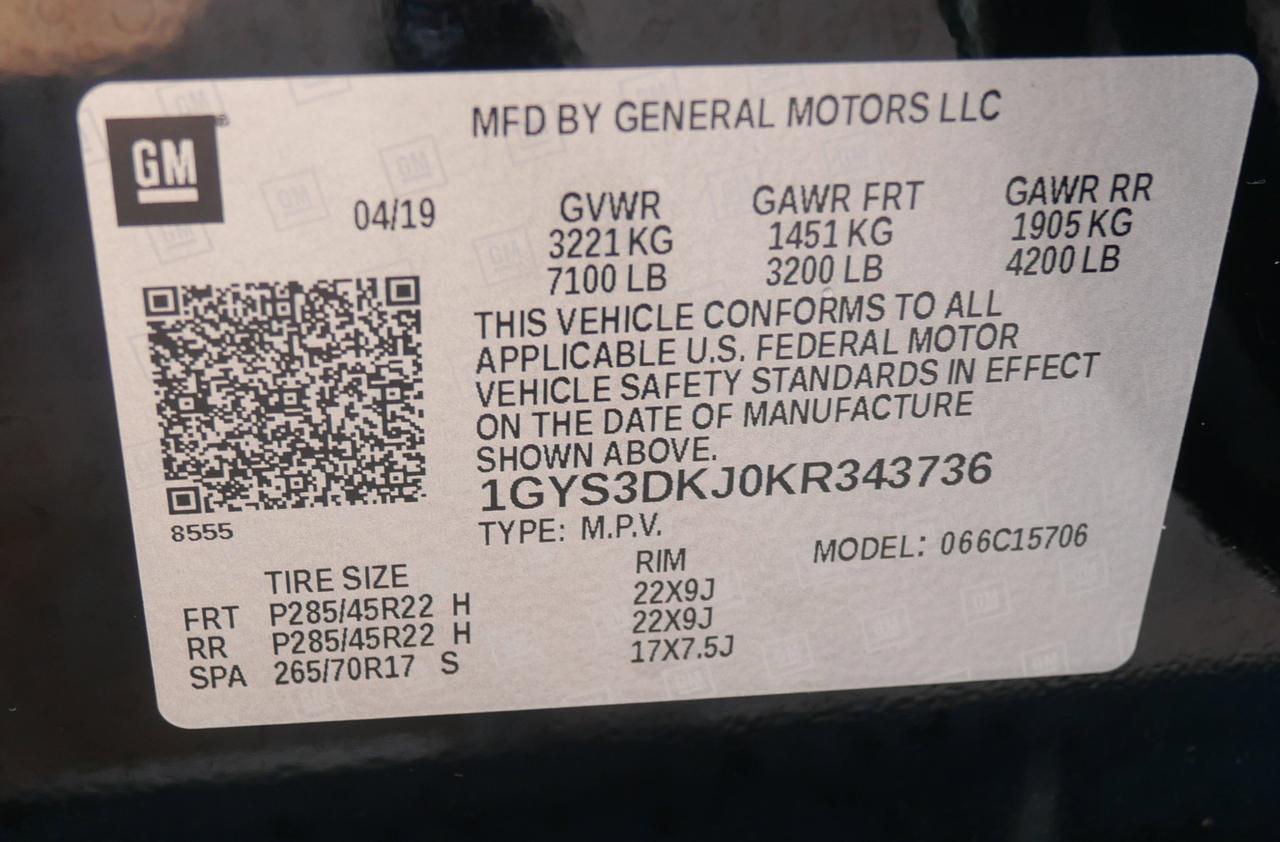 GM
MFD BY GENERAL MOTORS LLC
04/19
GVWR GAWR FRT GAWR RR
3221 KG 1451 KG 1905 KG
7100 LB 3200 LB 4200 LB
THIS VEHICLE CONFORMS TO ALL
APPLICABLE U.S. FEDERAL MOTOR
VEHICLE SAFETY STANDARDS IN EFFECT
ON THE DATE OF MANUFACTURE
SHOWN ABOVE.
1GYS3DKJ0KR343736
8555
TYPE: M.P.V.
MODEL: 066C15706
TIRE SIZE RIM
FRT P285/45R22 H 22X9J
RR P285/45R22 H 22X9J
SPA 265/70R17 S 17X7.5J